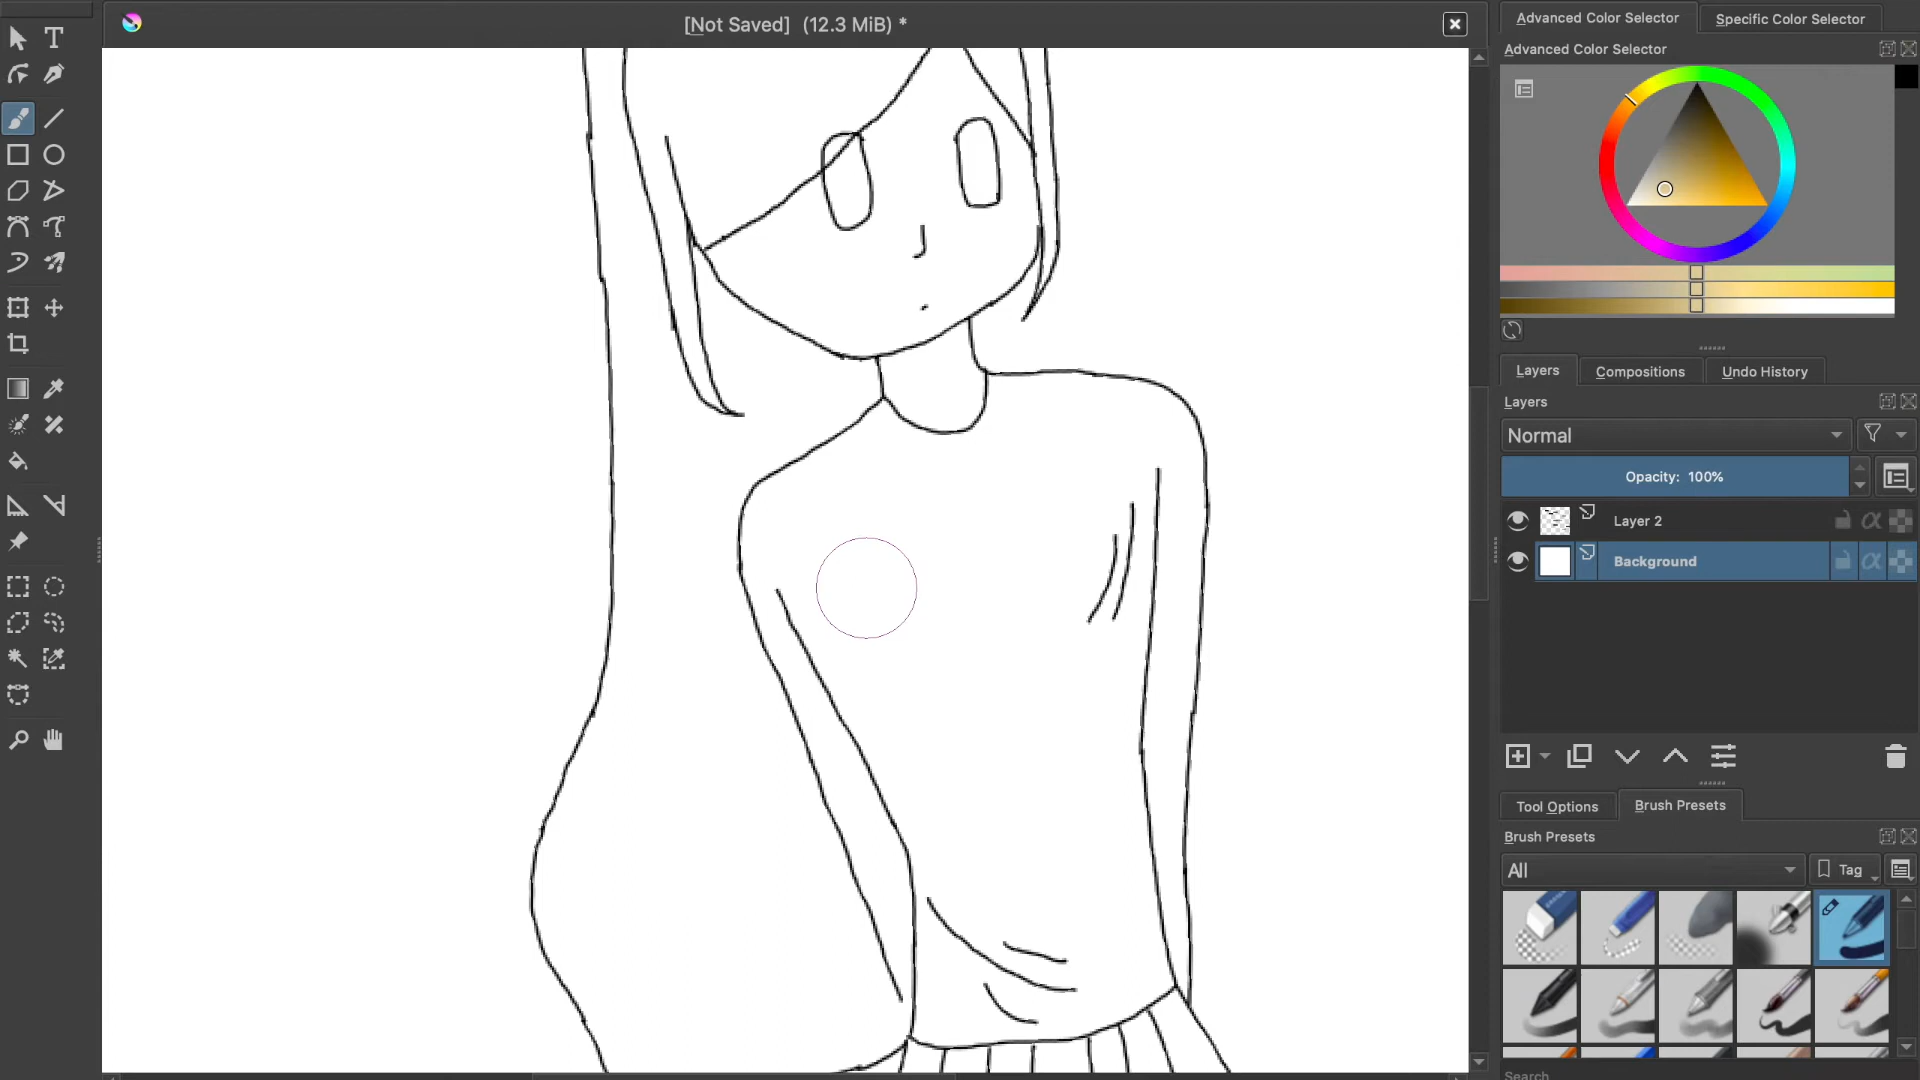 [Not Saved] (12.3 MiB) *
Advanced Color Selector
Specific Color Selector
Advanced Color Selector
Layers
Compositions
Undo History
Layers
Normal
Opacity: 100%
Layer 2
Background
Tool Options
Brush Presets
Brush Presets
All
Tag
Search